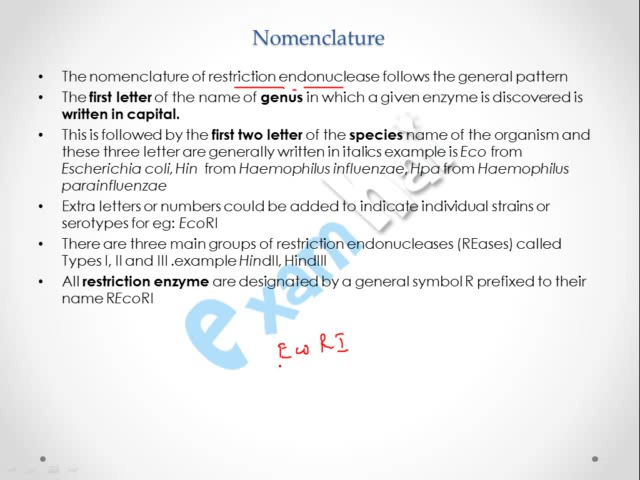 Nomenclature
• The nomenclature of restriction endonuclease follows the general pattern
• The first letter of the name of genus in which a given enzyme is discovered is
written in capital.
• This is followed by the first two letter of the species name of the organism and
these three letter are generally written in italics example is Eco from
Escherichia coli, Hin from Haemophilus influenzae, Hpa from Haemophilus
parainfluenzae
• Extra letters or numbers could be added to indicate individual strains or
serotypes for eg: EcoRI
• There are three main groups of restriction endonucleases (REases) called
Types I, II and III .example HindII, HindIII
• All restriction enzyme are designated by a general symbol R prefixed to their
name REcoRI
Eco RI
examhai